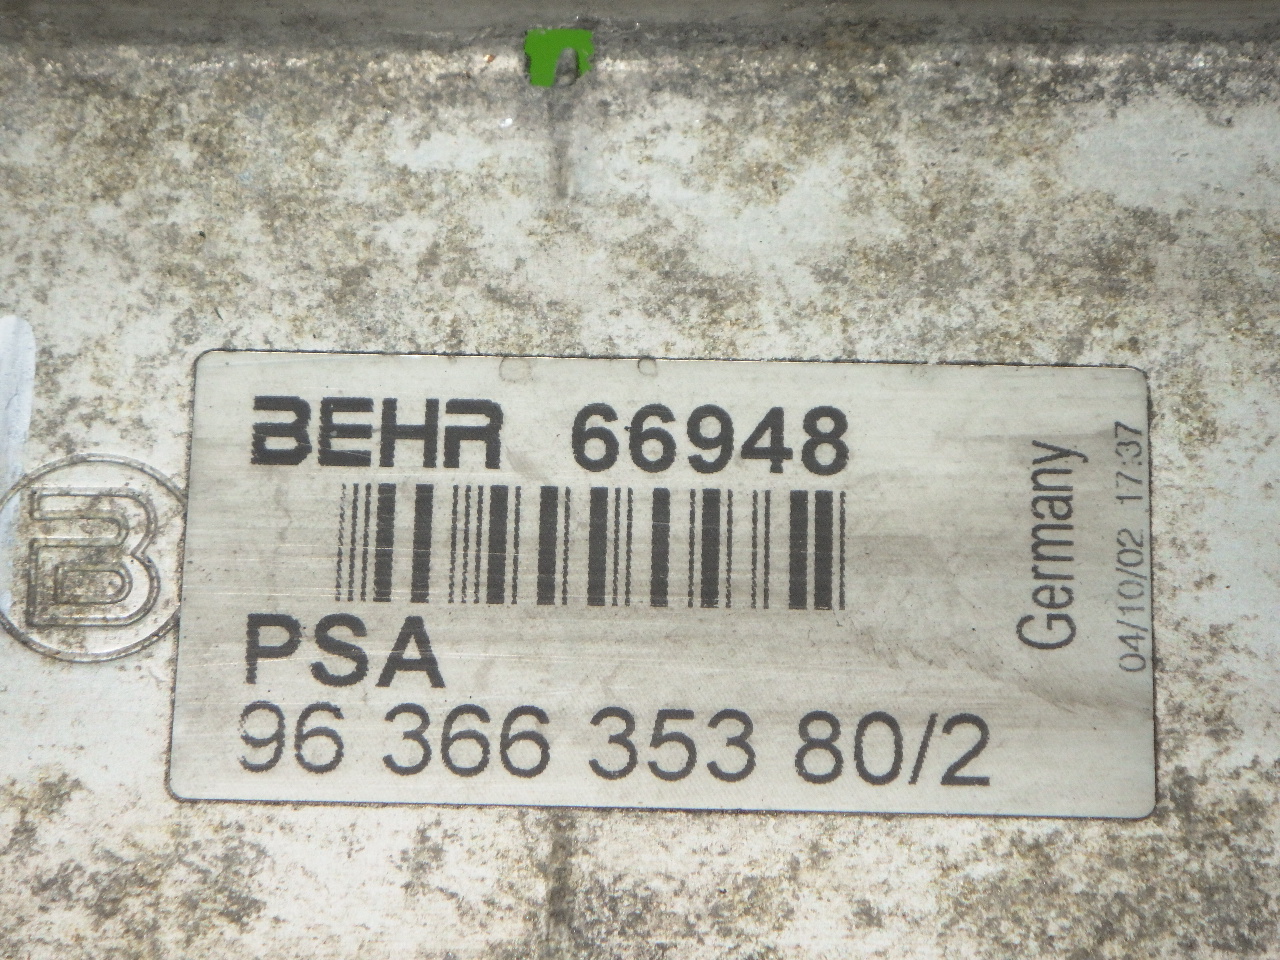 BEHR 66948
PSA
96 366 353 80/2
Germany
04/10/02 17:37
B